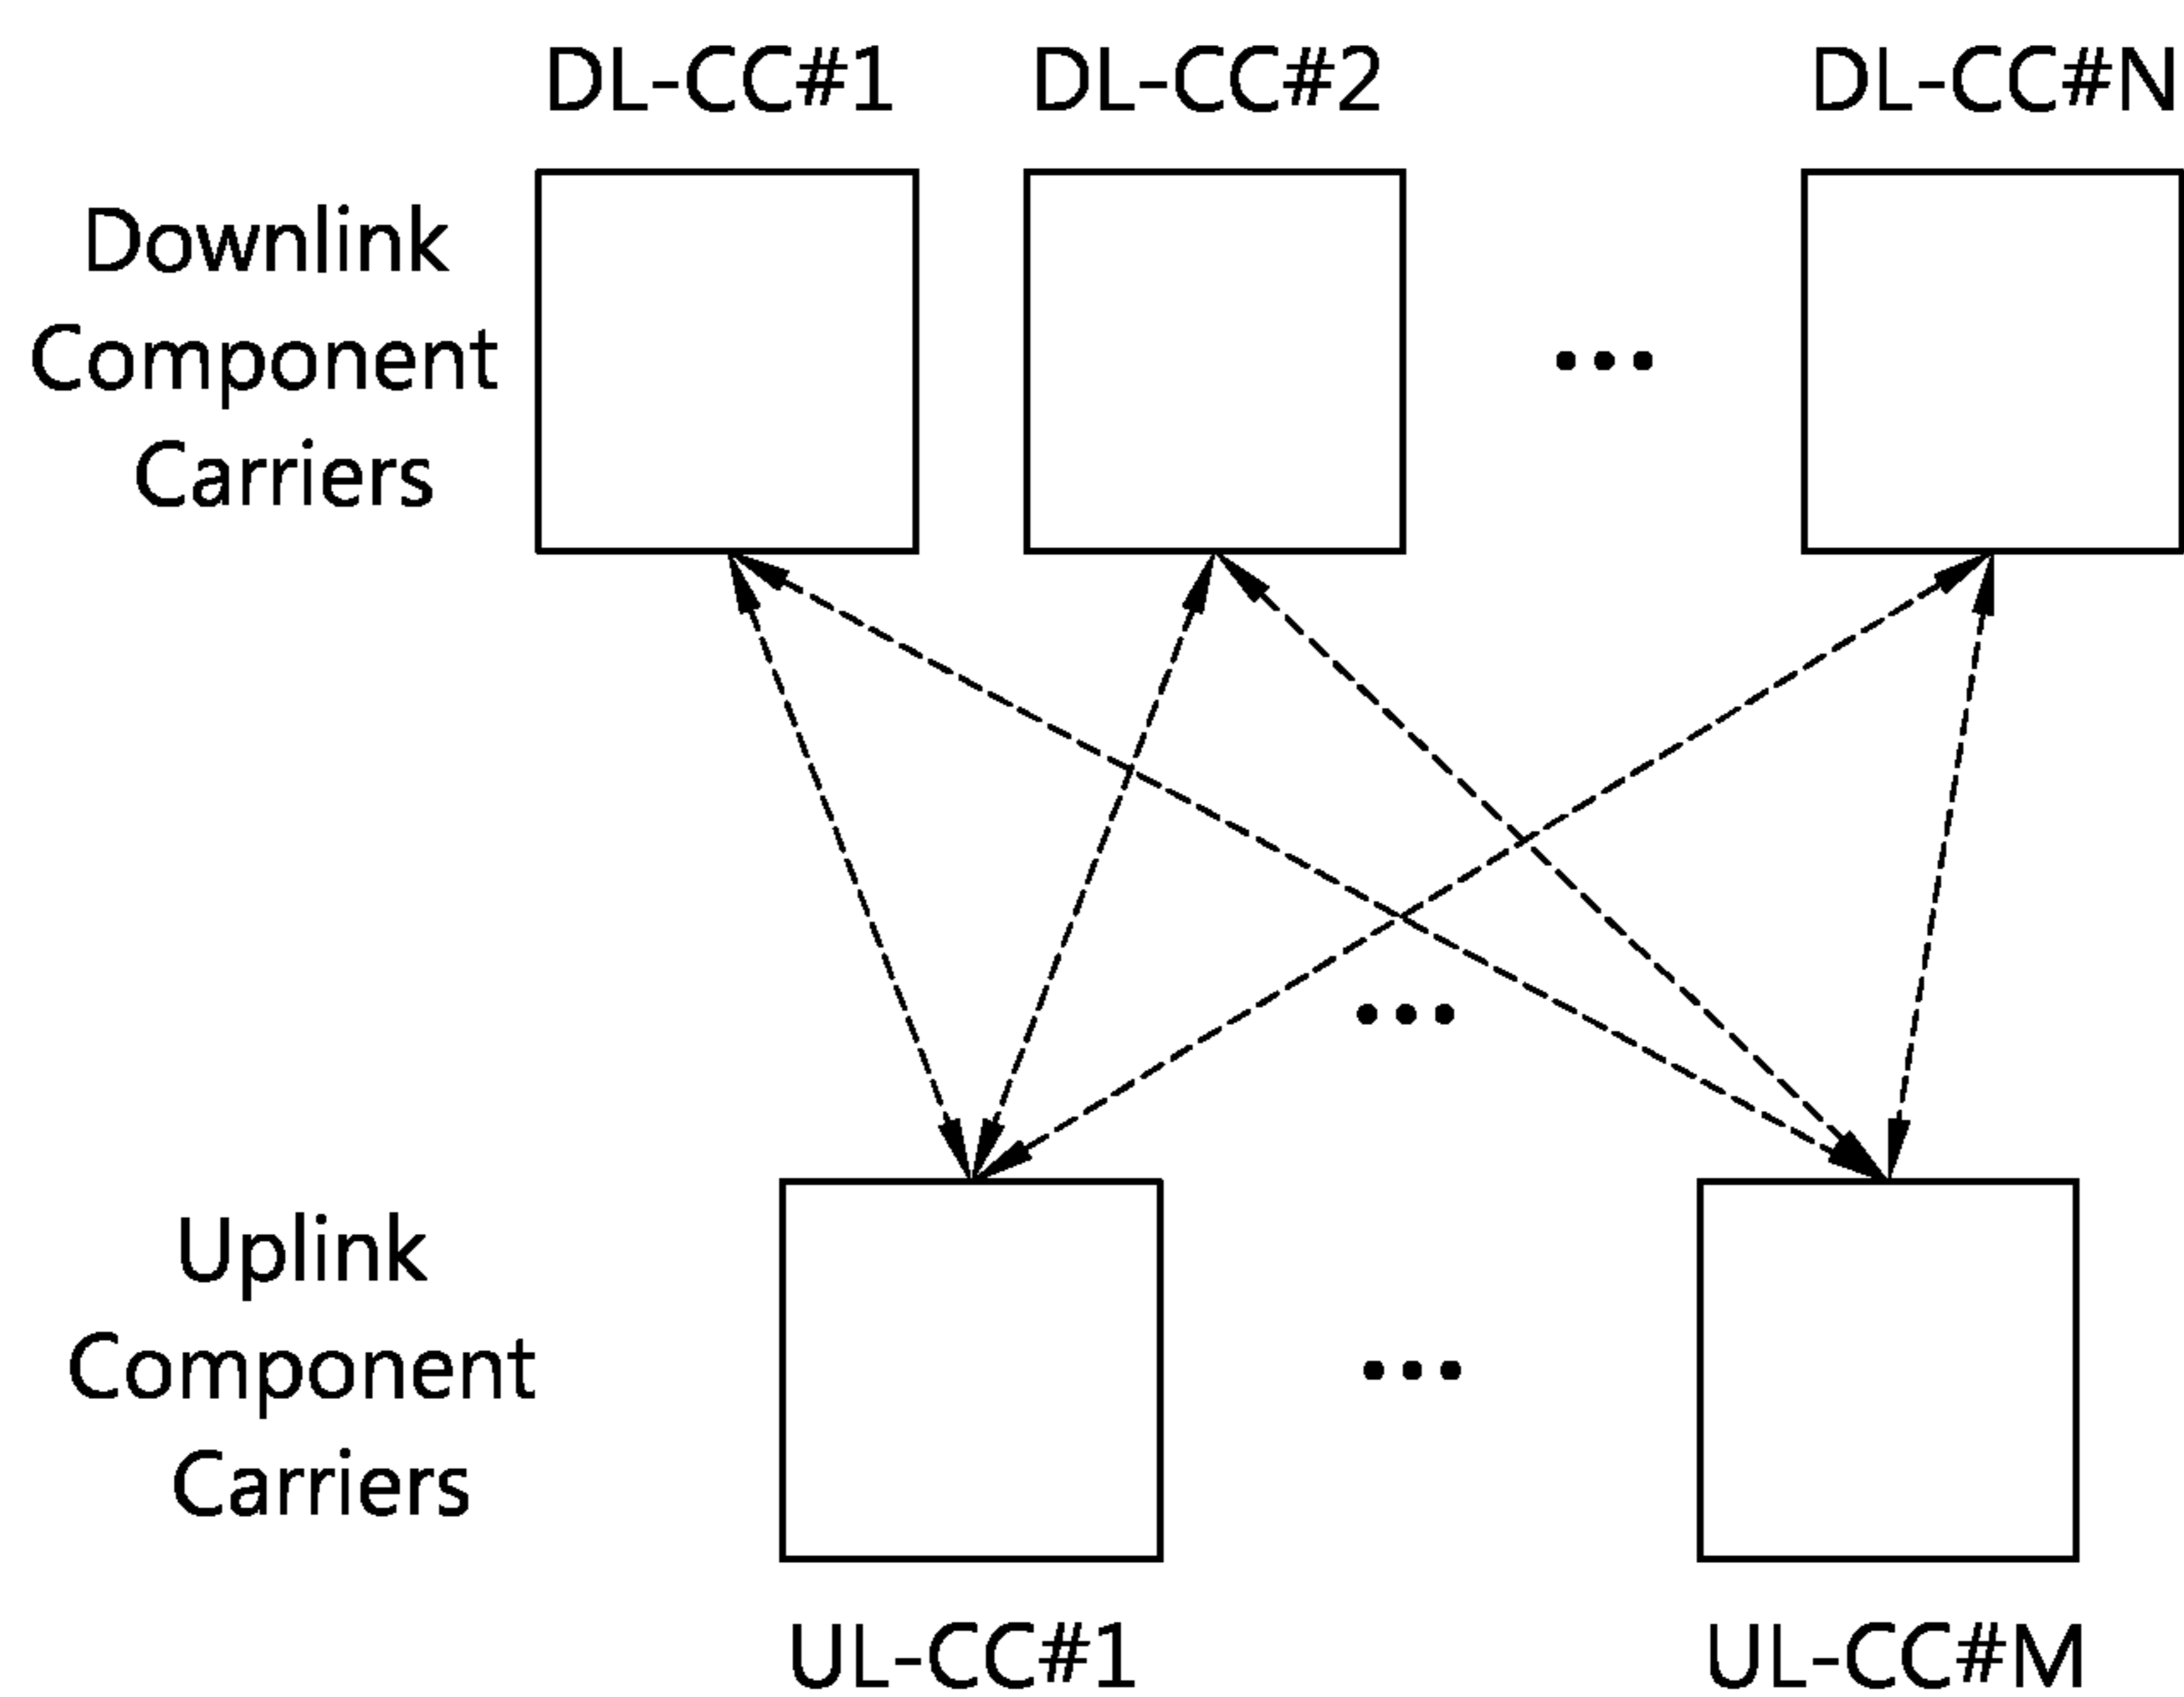 DL-CC#1 DL-CC#2 DL-CC#N
Downlink
Component
Carriers
...
...
Uplink
Component
Carriers
...
UL-CC#1 UL-CC#M